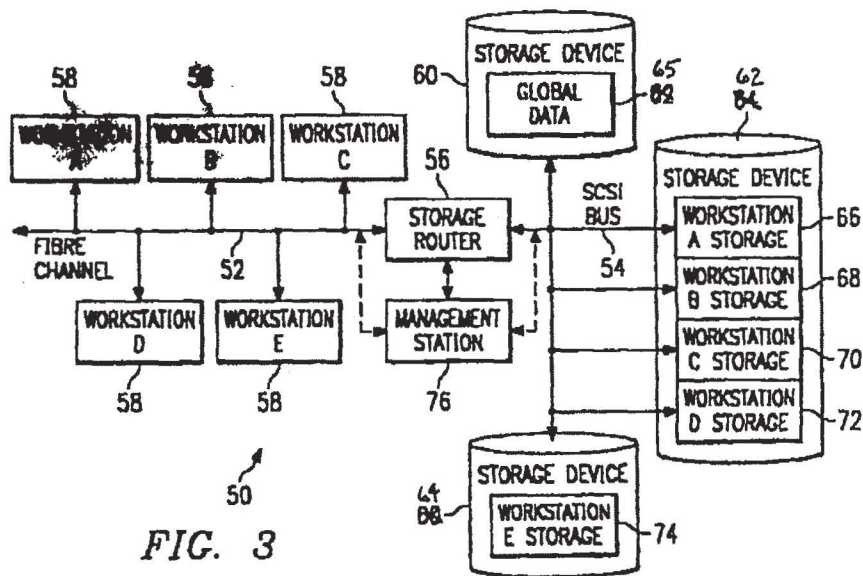 STORAGE DEVICE
60
GLOBAL
DATA
65
62
58
58
58
WORKSTATION
A
WORKSTATION
B
WORKSTATION
C
56
STORAGE
ROUTER
SCSI
BUS
54
FIBRE
CHANNEL
52
STORAGE DEVICE
WORKSTATION
A STORAGE
66
WORKSTATION
B STORAGE
68
WORKSTATION
C STORAGE
70
WORKSTATION
D STORAGE
72
WORKSTATION
D
58
WORKSTATION
E
58
MANAGEMENT
STATION
76
STORAGE DEVICE
64
WORKSTATION
E STORAGE
74
50
FIG. 3